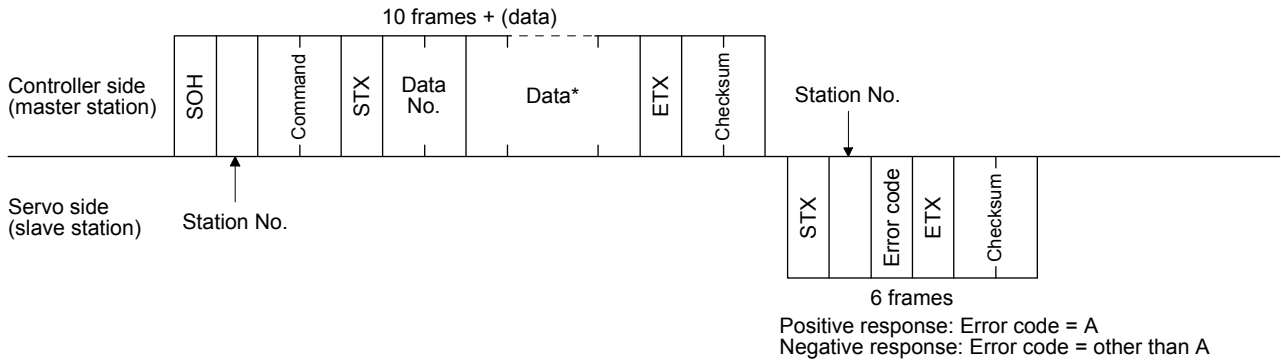 10 frames + (data)
Controller side
(master station)
SOH
Command
STX
Data
No.
Data*
ETX
Checksum
Station No.
Servo side
(slave station)
Station No.
STX
Error code
ETX
Checksum
6 frames
Positive response: Error code = A
Negative response: Error code = other than A